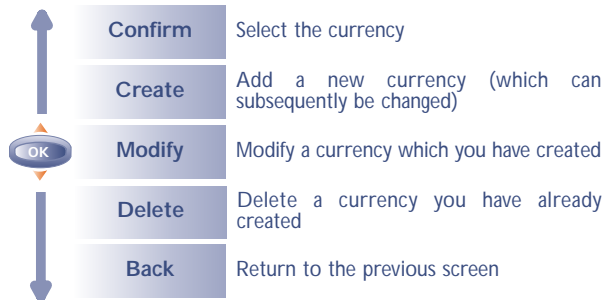 Confirm Select the currency
Create Add a new currency (which can
subsequently be changed)
OK Modify Modify a currency which you have created
Delete Delete a currency you have already
created
Back Return to the previous screen